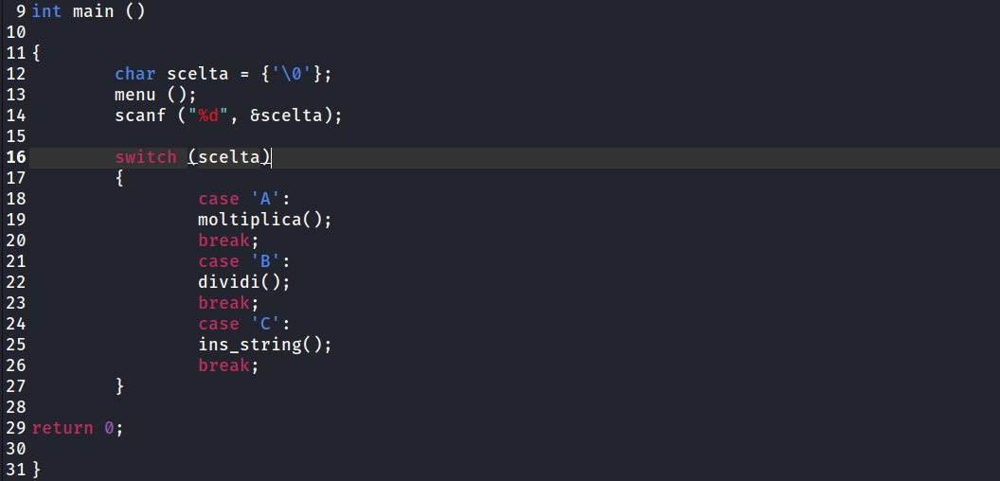 9 int main ()
10
11 {
12 char scelta = {'\0'};
13 menu ();
14 scanf ("%d", &scelta);
15
16 switch (scelta)
17 {
18 case 'A':
19 moltiplica();
20 break;
21 case 'B':
22 dividi();
23 break;
24 case 'C':
25 ins_string();
26 break;
27 }
28
29 return 0;
30
31 }